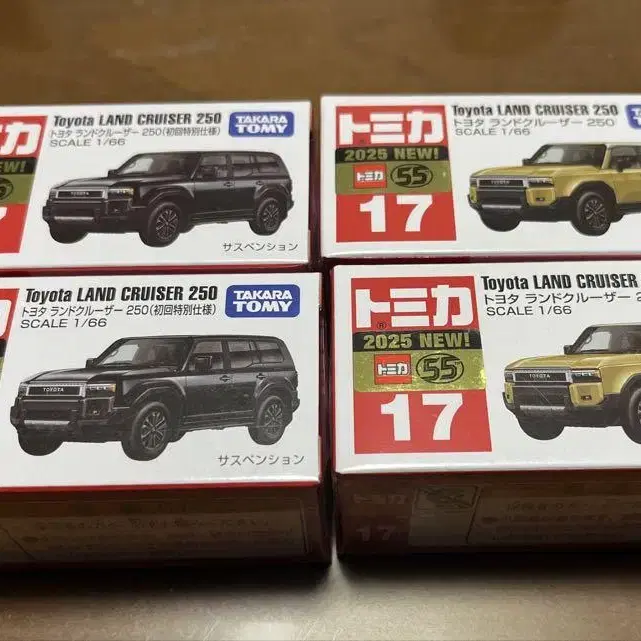 ミカ
Toyota LAND CRUISER 250
トヨタ ランドクルーザー 250(初回特別仕様)
SCALE 1/66
TAKARA
TOMY
サスペンション
トミカ
2025 NEW!
トミカ 55
17
Toyota LAND CRUISER 250
トヨタ ランドクルーザー 250
SCALE 1/66
TOYOTA
Toyota LAND CRUISER 250
トヨタ ランドクルーザー 250(初回特別仕様)
SCALE 1/66
TAKARA
TOMY
TOYOTA
サスペンション
トミカ
2025 NEW!
トミカ 55
17
Toyota LAND CRUISER
トヨタ ランドクルーザー
SCALE 1/66
TOYOTA
17